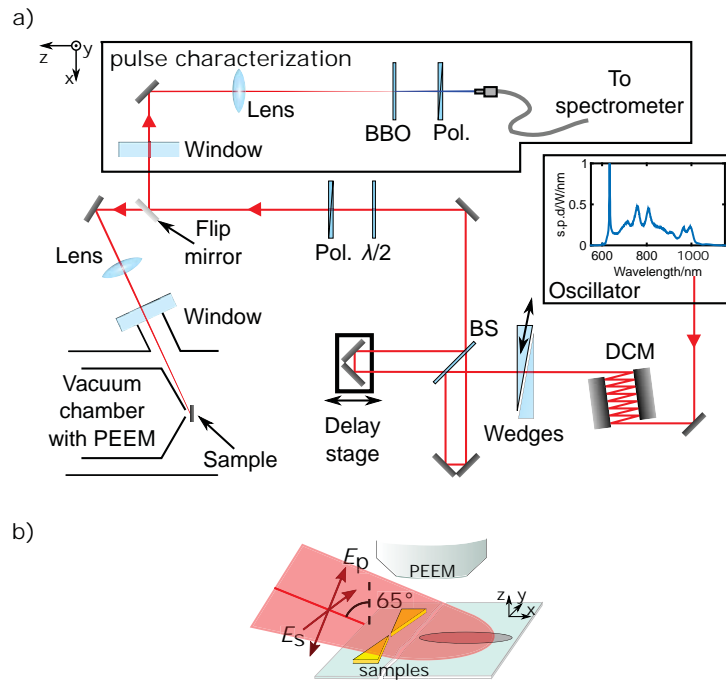 a)
z
y
x
pulse characterization
Lens
BBO
Pol.
To
spectrometer
Window
Flip
mirror
Pol. λ/2
Lens
Window
Vacuum
chamber
with PEEM
Sample
Delay
stage
BS
Wedges
DCM
s.p.d/W/nm
1
0.5
0
600
800
1000
Wavelength/nm
Oscillator
b)
Ep
Es
65°
PEEM
samples
z
y
x